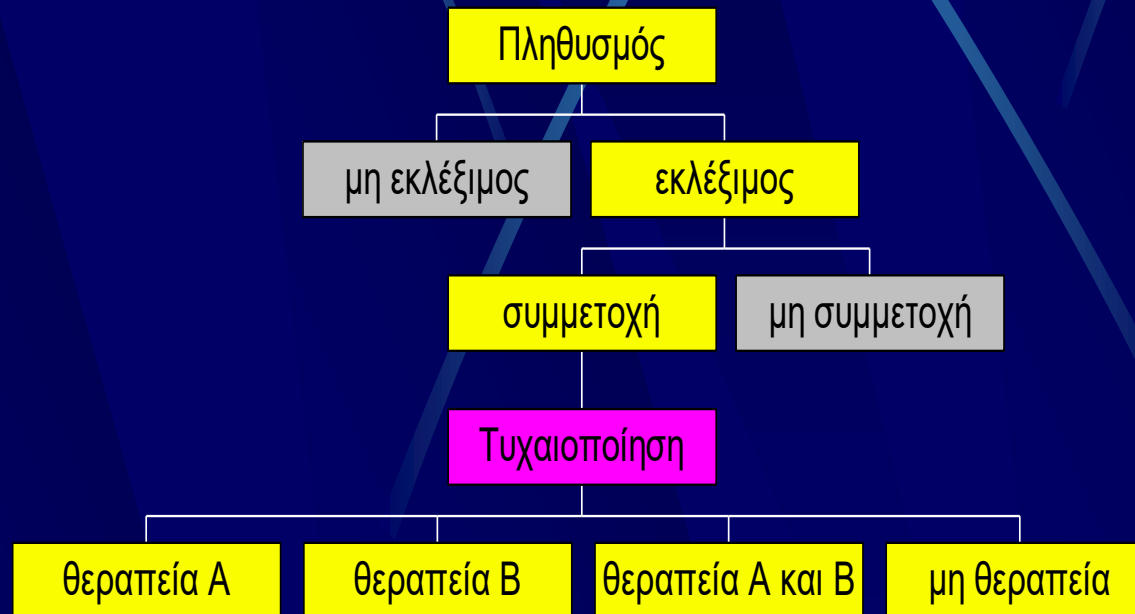 Πληθυσμός
μη εκλέξιμος
εκλέξιμος
συμμετοχή
μη συμμετοχή
Τυχαιοποίηση
θεραπεία Α
θεραπεία Β
θεραπεία Α και Β
μη θεραπεία